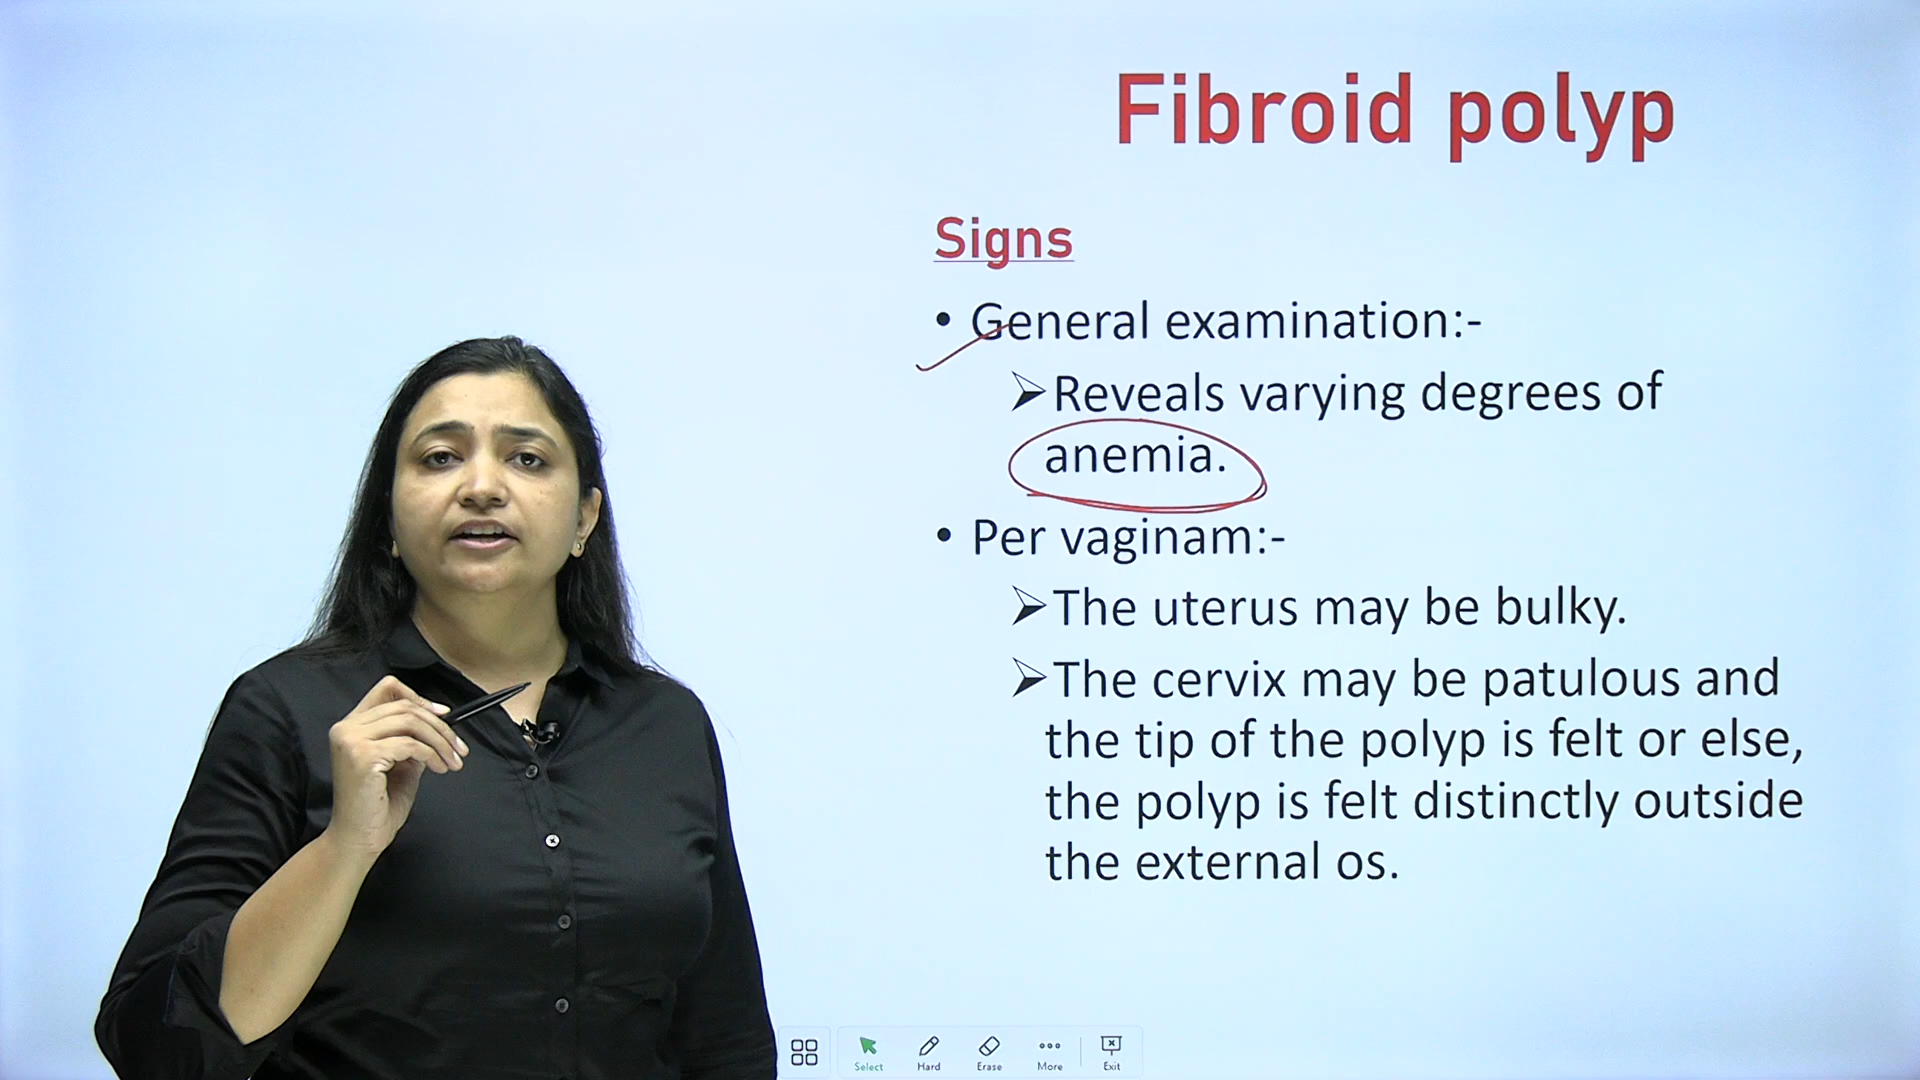 Fibroid polyp
Signs
• General examination:-
➢Reveals varying degrees of
anemia.
• Per vaginam:-
➢The uterus may be bulky.
➢The cervix may be patulous and
the tip of the polyp is felt or else,
the polyp is felt distinctly outside
the external os.
Select Hard Erase More Exit